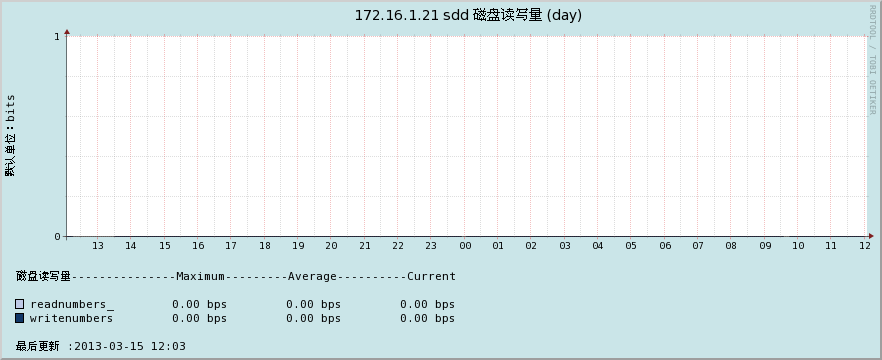 172.16.1.21 sdd 磁盘读写量 (day)
RRDTOOL / TOBI OETIKER
默认单位：bits
1
0
13 14 15 16 17 18 19 20 21 22 23 00 01 02 03 04 05 06 07 08 09 10 11 12
磁盘读写量---------------Maximum---------Average----------Current
readnumbers_ 0.00 bps 0.00 bps 0.00 bps
writenumbers 0.00 bps 0.00 bps 0.00 bps
最后更新 :2013-03-15 12:03